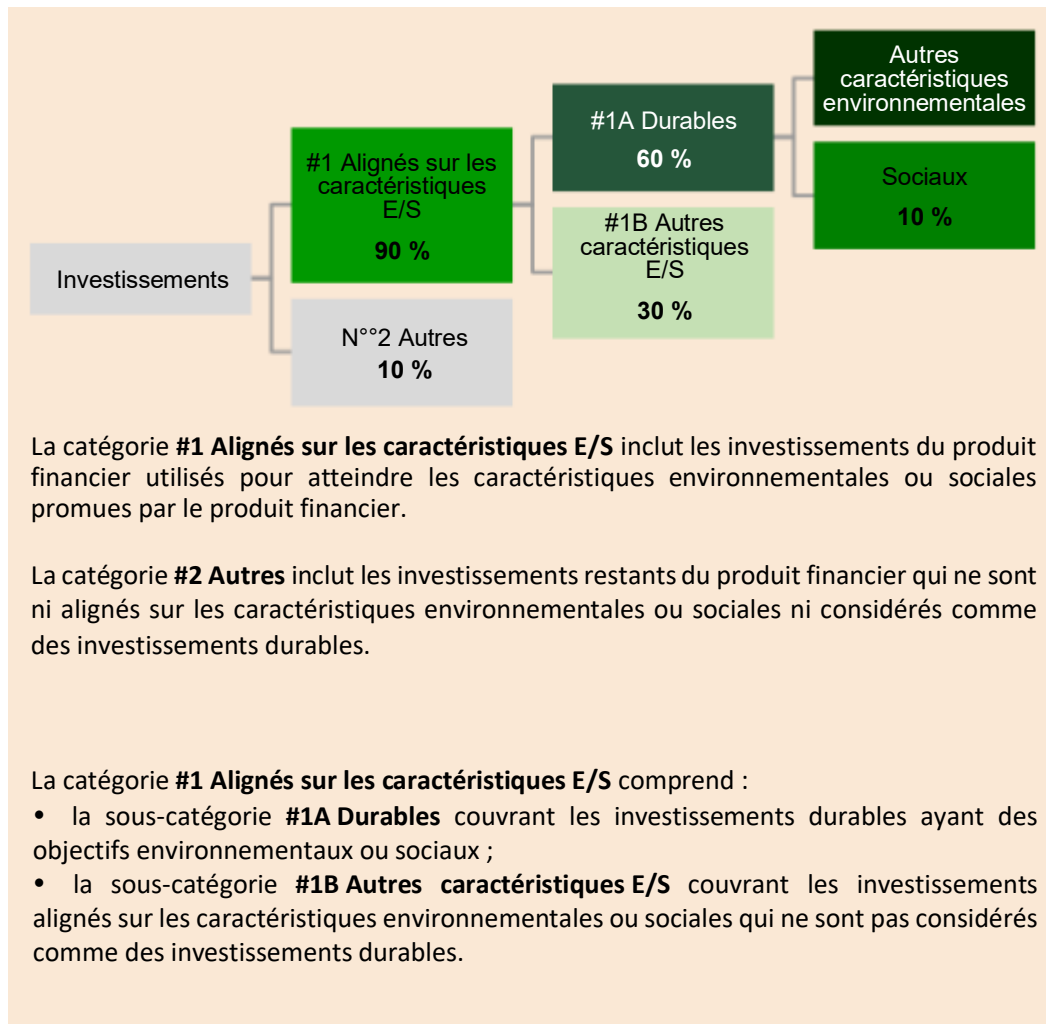 Investissements
#1 Alignés sur les
caractéristiques
E/S
90 %
N°°2 Autres
10 %
#1A Durables
60 %
#1B Autres
caractéristiques
E/S
30 %
Autres
caractéristiques
environnementales
Sociaux
10 %
La catégorie #1 Alignés sur les caractéristiques E/S inclut les investissements du produit
financier utilisés pour atteindre les caractéristiques environnementales ou sociales
promues par le produit financier.
La catégorie #2 Autres inclut les investissements restants du produit financier qui ne sont
ni alignés sur les caractéristiques environnementales ou sociales ni considérés comme
des investissements durables.
La catégorie #1 Alignés sur les caractéristiques E/S comprend :
• la sous-catégorie #1A Durables couvrant les investissements durables ayant des
objectifs environnementaux ou sociaux ;
• la sous-catégorie #1B Autres caractéristiques E/S couvrant les investissements
alignés sur les caractéristiques environnementales ou sociales qui ne sont pas considérés
comme des investissements durables.